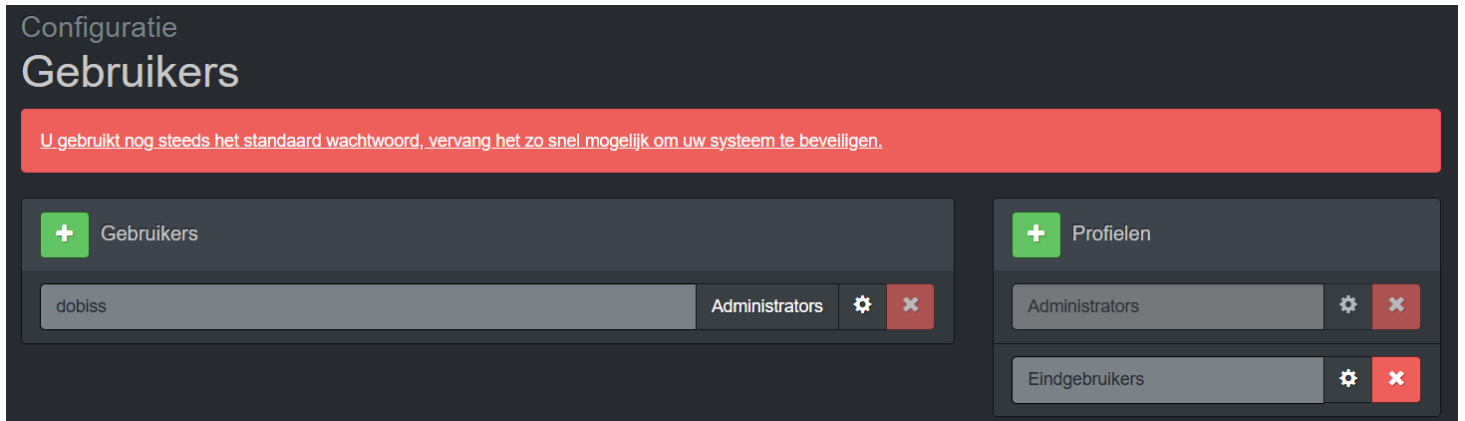 Configuratie
Gebruikers
U gebruikt nog steeds het standaard wachtwoord, vervang het zo snel mogelijk om uw systeem te beveiligen.
Gebruikers
dobiss Administrators
Profielen
Administrators
Eindgebruikers